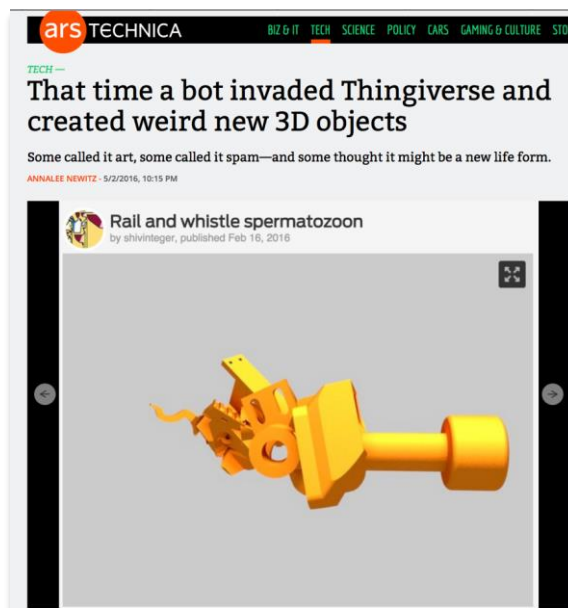 ars TECHNICA
BIZ & IT TECH SCIENCE POLICY CARS GAMING & CULTURE STO
TECH —
That time a bot invaded Thingiverse and
created weird new 3D objects
Some called it art, some called it spam—and some thought it might be a new life form.
ANNALEE NEWITZ - 5/2/2016, 10:15 PM
Rail and whistle spermatozoon
by shivinteger, published Feb 16, 2016